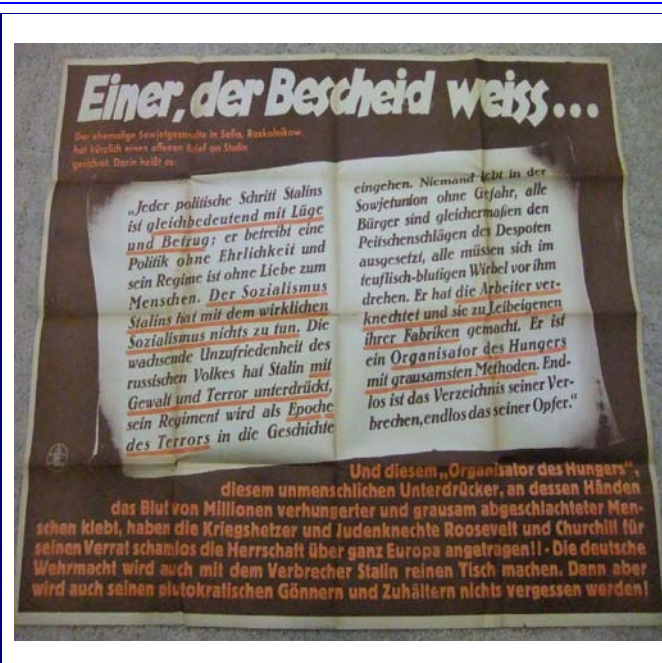 Einer, der Bescheid weiss...
Der ehemalige Sowjetgesandte in Sofia, Raskolnikow,
hat kürzlich einen offenen Brief an Stalin
gerichtet. Darin heißt es:
„Jeder politische Schritt Stalins
ist gleichbedeutend mit Lüge
und Betrug; er betreibt eine
Politik ohne Ehrlichkeit und
sein Regime ist ohne Liebe zum
Menschen. Der Sozialismus
Stalins hat mit dem wirklichen
Sozialismus nichts zu tun. Die
wachsende Unzufriedenheit des
russischen Volkes hat Stalin mit
Gewalt und Terror unterdrückt,
sein Regiment wird als Epoche
des Terrors in die Geschichte
eingehen. Niemand lebt in der
Sowjetunion ohne Gefahr, alle
Bürger sind gleichermaßen den
Peitschenschlägen des Despoten
ausgesetzt, alle müssen sich im
teuflisch-blutigen Wirbel vor ihm
drehen. Er hat die Arbeiter ver-
knechtet und sie zu Leibeigenen
ihrer Fabriken gemacht. Er ist
ein Organisator des Hungers
mit grausamsten Methoden. End-
los ist das Verzeichnis seiner Ver-
brechen, endlos das seiner Opfer.“
Und diesem „Organisator des Hungers“,
diesem unmenschlichen Unterdrücker, an dessen Händen
das Blut von Millionen verhungerter und grausam abgeschlachteter Men-
schen klebt, haben die Kriegshetzer und Judenknechte Roosevelt und Churchill für
seinen Verrat schamlos die Herrschaft über ganz Europa angetragen!! - Die deutsche
Wehrmacht wird auch mit dem Verbrecher Stalin reinen Tisch machen. Dann aber
wird auch seinen plutokratischen Gönnern und Zuhältern nichts vergessen werden!